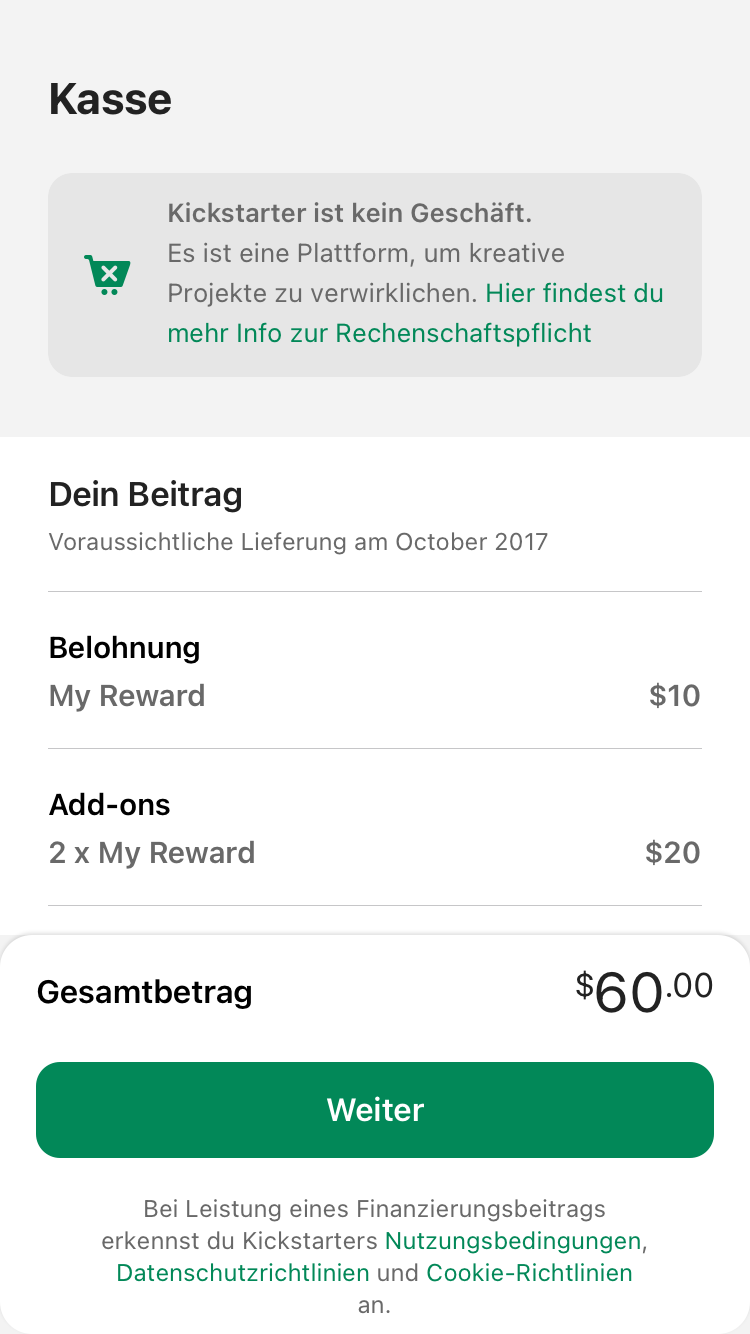 Kasse
Kickstarter ist kein Geschäft.
Es ist eine Plattform, um kreative
Projekte zu verwirklichen. Hier findest du
mehr Info zur Rechenschaftspflicht
Dein Beitrag
Voraussichtliche Lieferung am October 2017
Belohnung
My Reward $10
Add-ons
2 x My Reward $20
Gesamtbetrag $60.00
Weiter
Bei Leistung eines Finanzierungsbeitrags
erkennst du Kickstarters Nutzungsbedingungen,
Datenschutzrichtlinien und Cookie-Richtlinien
an.